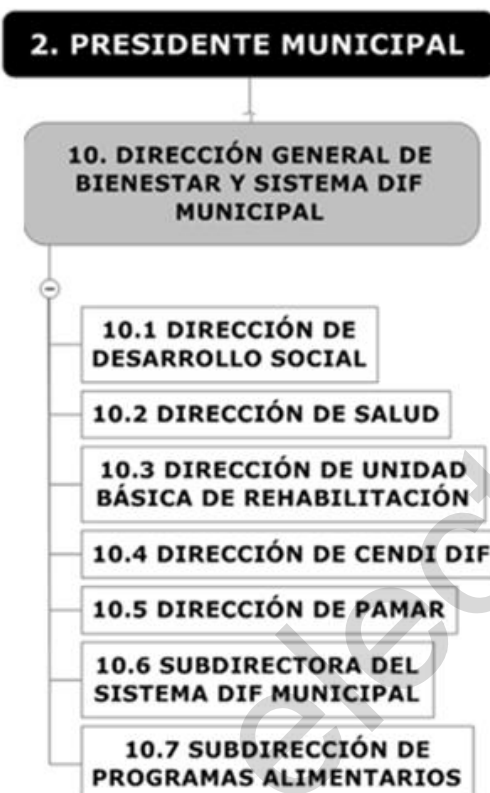 2. PRESIDENTE MUNICIPAL
10. DIRECCIÓN GENERAL DE
BIENESTAR Y SISTEMA DIF
MUNICIPAL
10.1 DIRECCIÓN DE
DESARROLLO SOCIAL
10.2 DIRECCIÓN DE SALUD
10.3 DIRECCIÓN DE UNIDAD
BÁSICA DE REHABILITACIÓN
10.4 DIRECCIÓN DE CENDI DIF
10.5 DIRECCIÓN DE PAMAR
10.6 SUBDIRECTORA DEL
SISTEMA DIF MUNICIPAL
10.7 SUBDIRECCIÓN DE
PROGRAMAS ALIMENTARIOS
elec